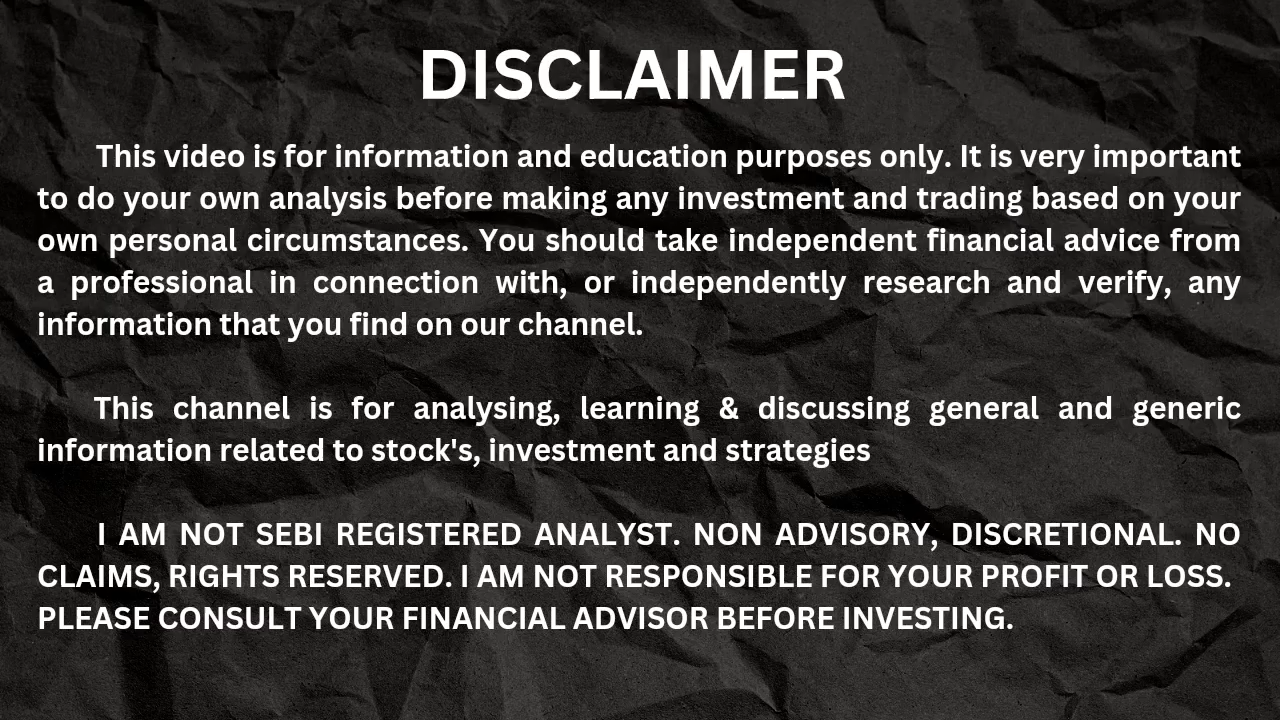 DISCLAIMER
This video is for information and education purposes only. It is very important
to do your own analysis before making any investment and trading based on your
own personal circumstances. You should take independent financial advice from
a professional in connection with, or independently research and verify, any
information that you find on our channel.
This channel is for analysing, learning & discussing general and generic
information related to stock's, investment and strategies
I AM NOT SEBI REGISTERED ANALYST. NON ADVISORY, DISCRETIONAL. NO
CLAIMS, RIGHTS RESERVED. I AM NOT RESPONSIBLE FOR YOUR PROFIT OR LOSS.
PLEASE CONSULT YOUR FINANCIAL ADVISOR BEFORE INVESTING.